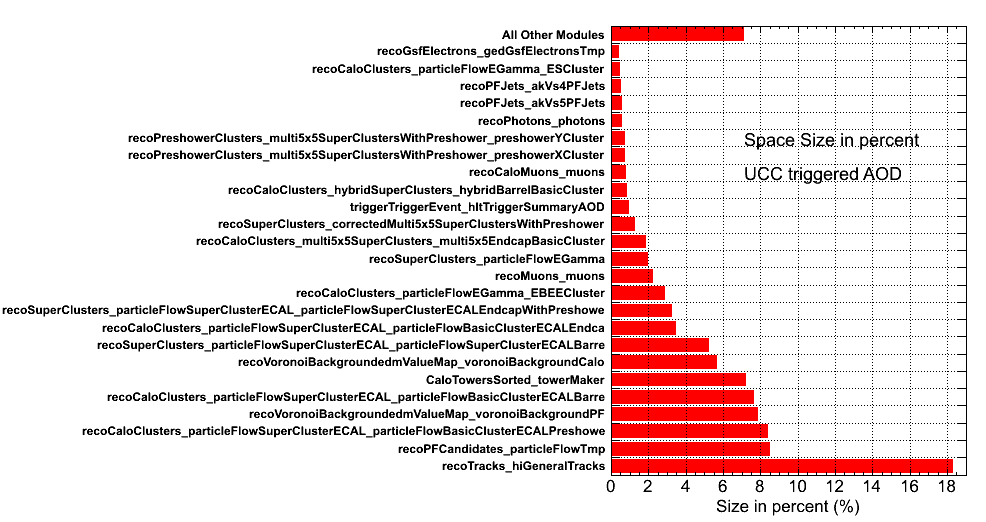 All Other Modules
recoGsfElectrons_gedGsfElectronsTmp
recoCaloClusters_particleFlowEGamma_ESCluster
recoPFJets_akVs4PFJets
recoPFJets_akVs5PFJets
recoPhotons_photons
recoPreshowerClusters_multi5x5SuperClustersWithPreshower_preshowerYCluster
recoPreshowerClusters_multi5x5SuperClustersWithPreshower_preshowerXCluster
recoCaloMuons_muons
recoCaloClusters_hybridSuperClusters_hybridBarrelBasicCluster
triggerTriggerEvent_hltTriggerSummaryAOD
recoSuperClusters_correctedMulti5x5SuperClustersWithPreshower
recoCaloClusters_multi5x5SuperClusters_multi5x5EndcapBasicCluster
recoSuperClusters_particleFlowEGamma
recoMuons_muons
recoCaloClusters_particleFlowEGamma_EBEECluster
recoSuperClusters_particleFlowSuperClusterECAL_particleFlowSuperClusterECALEndcapWithPreshowe
recoCaloClusters_particleFlowSuperClusterECAL_particleFlowBasicClusterECALEndca
recoSuperClusters_particleFlowSuperClusterECAL_particleFlowSuperClusterECALBarre
recoVoronoiBackgroundedmValueMap_voronoiBackgroundCalo
CaloTowersSorted_towerMaker
recoCaloClusters_particleFlowSuperClusterECAL_particleFlowBasicClusterECALBarre
recoVoronoiBackgroundedmValueMap_voronoiBackgroundPF
recoCaloClusters_particleFlowSuperClusterECAL_particleFlowBasicClusterECALPreshowe
recoPFCandidates_particleFlowTmp
recoTracks_hiGeneralTracks
Space Size in percent
UCC triggered AOD
0 2 4 6 8 10 12 14 16 18
Size in percent (%)